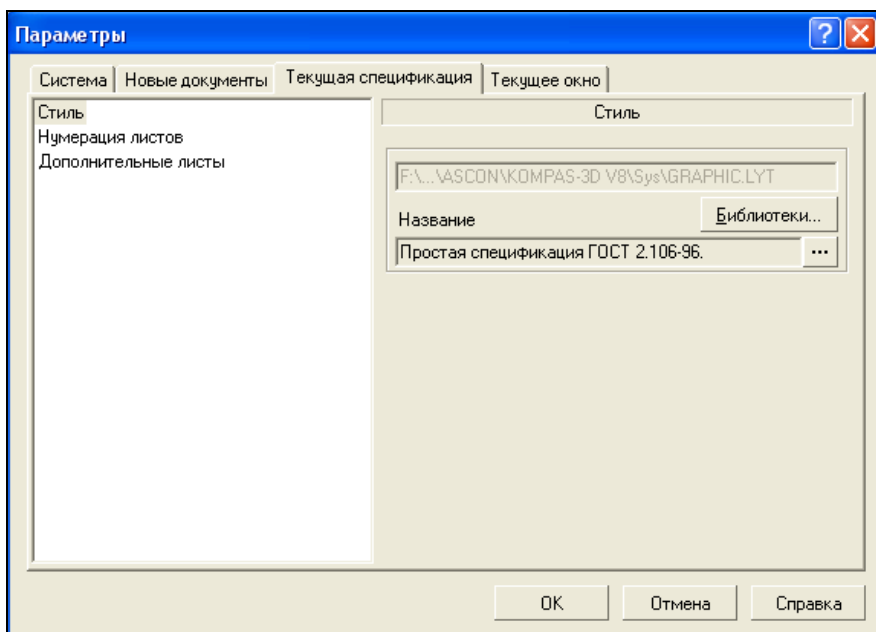 Параметры
Система Новые документы Текущая спецификация Текущее окно
Стиль
Нумерация листов
Дополнительные листы
Стиль
F:\...\ASCON\KOMPAS-3D V8\Sys\GRAPHIC.LYT
Название
Библиотеки...
Простая спецификация ГОСТ 2.106-96. ...
OK Отмена Справка